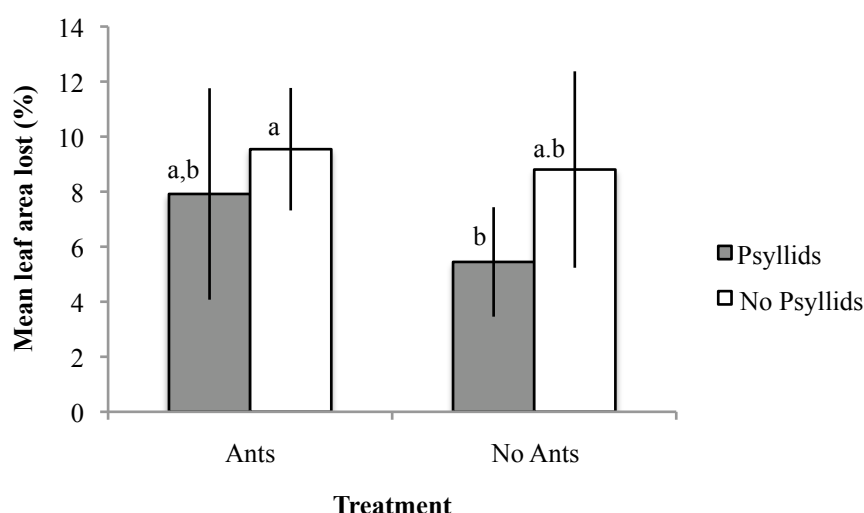 14
12
10
8
6
4
2
0
Mean leaf area lost (%)
a,b
a
b
a.b
Psyllids
No Psyllids
Ants
No Ants
Treatment